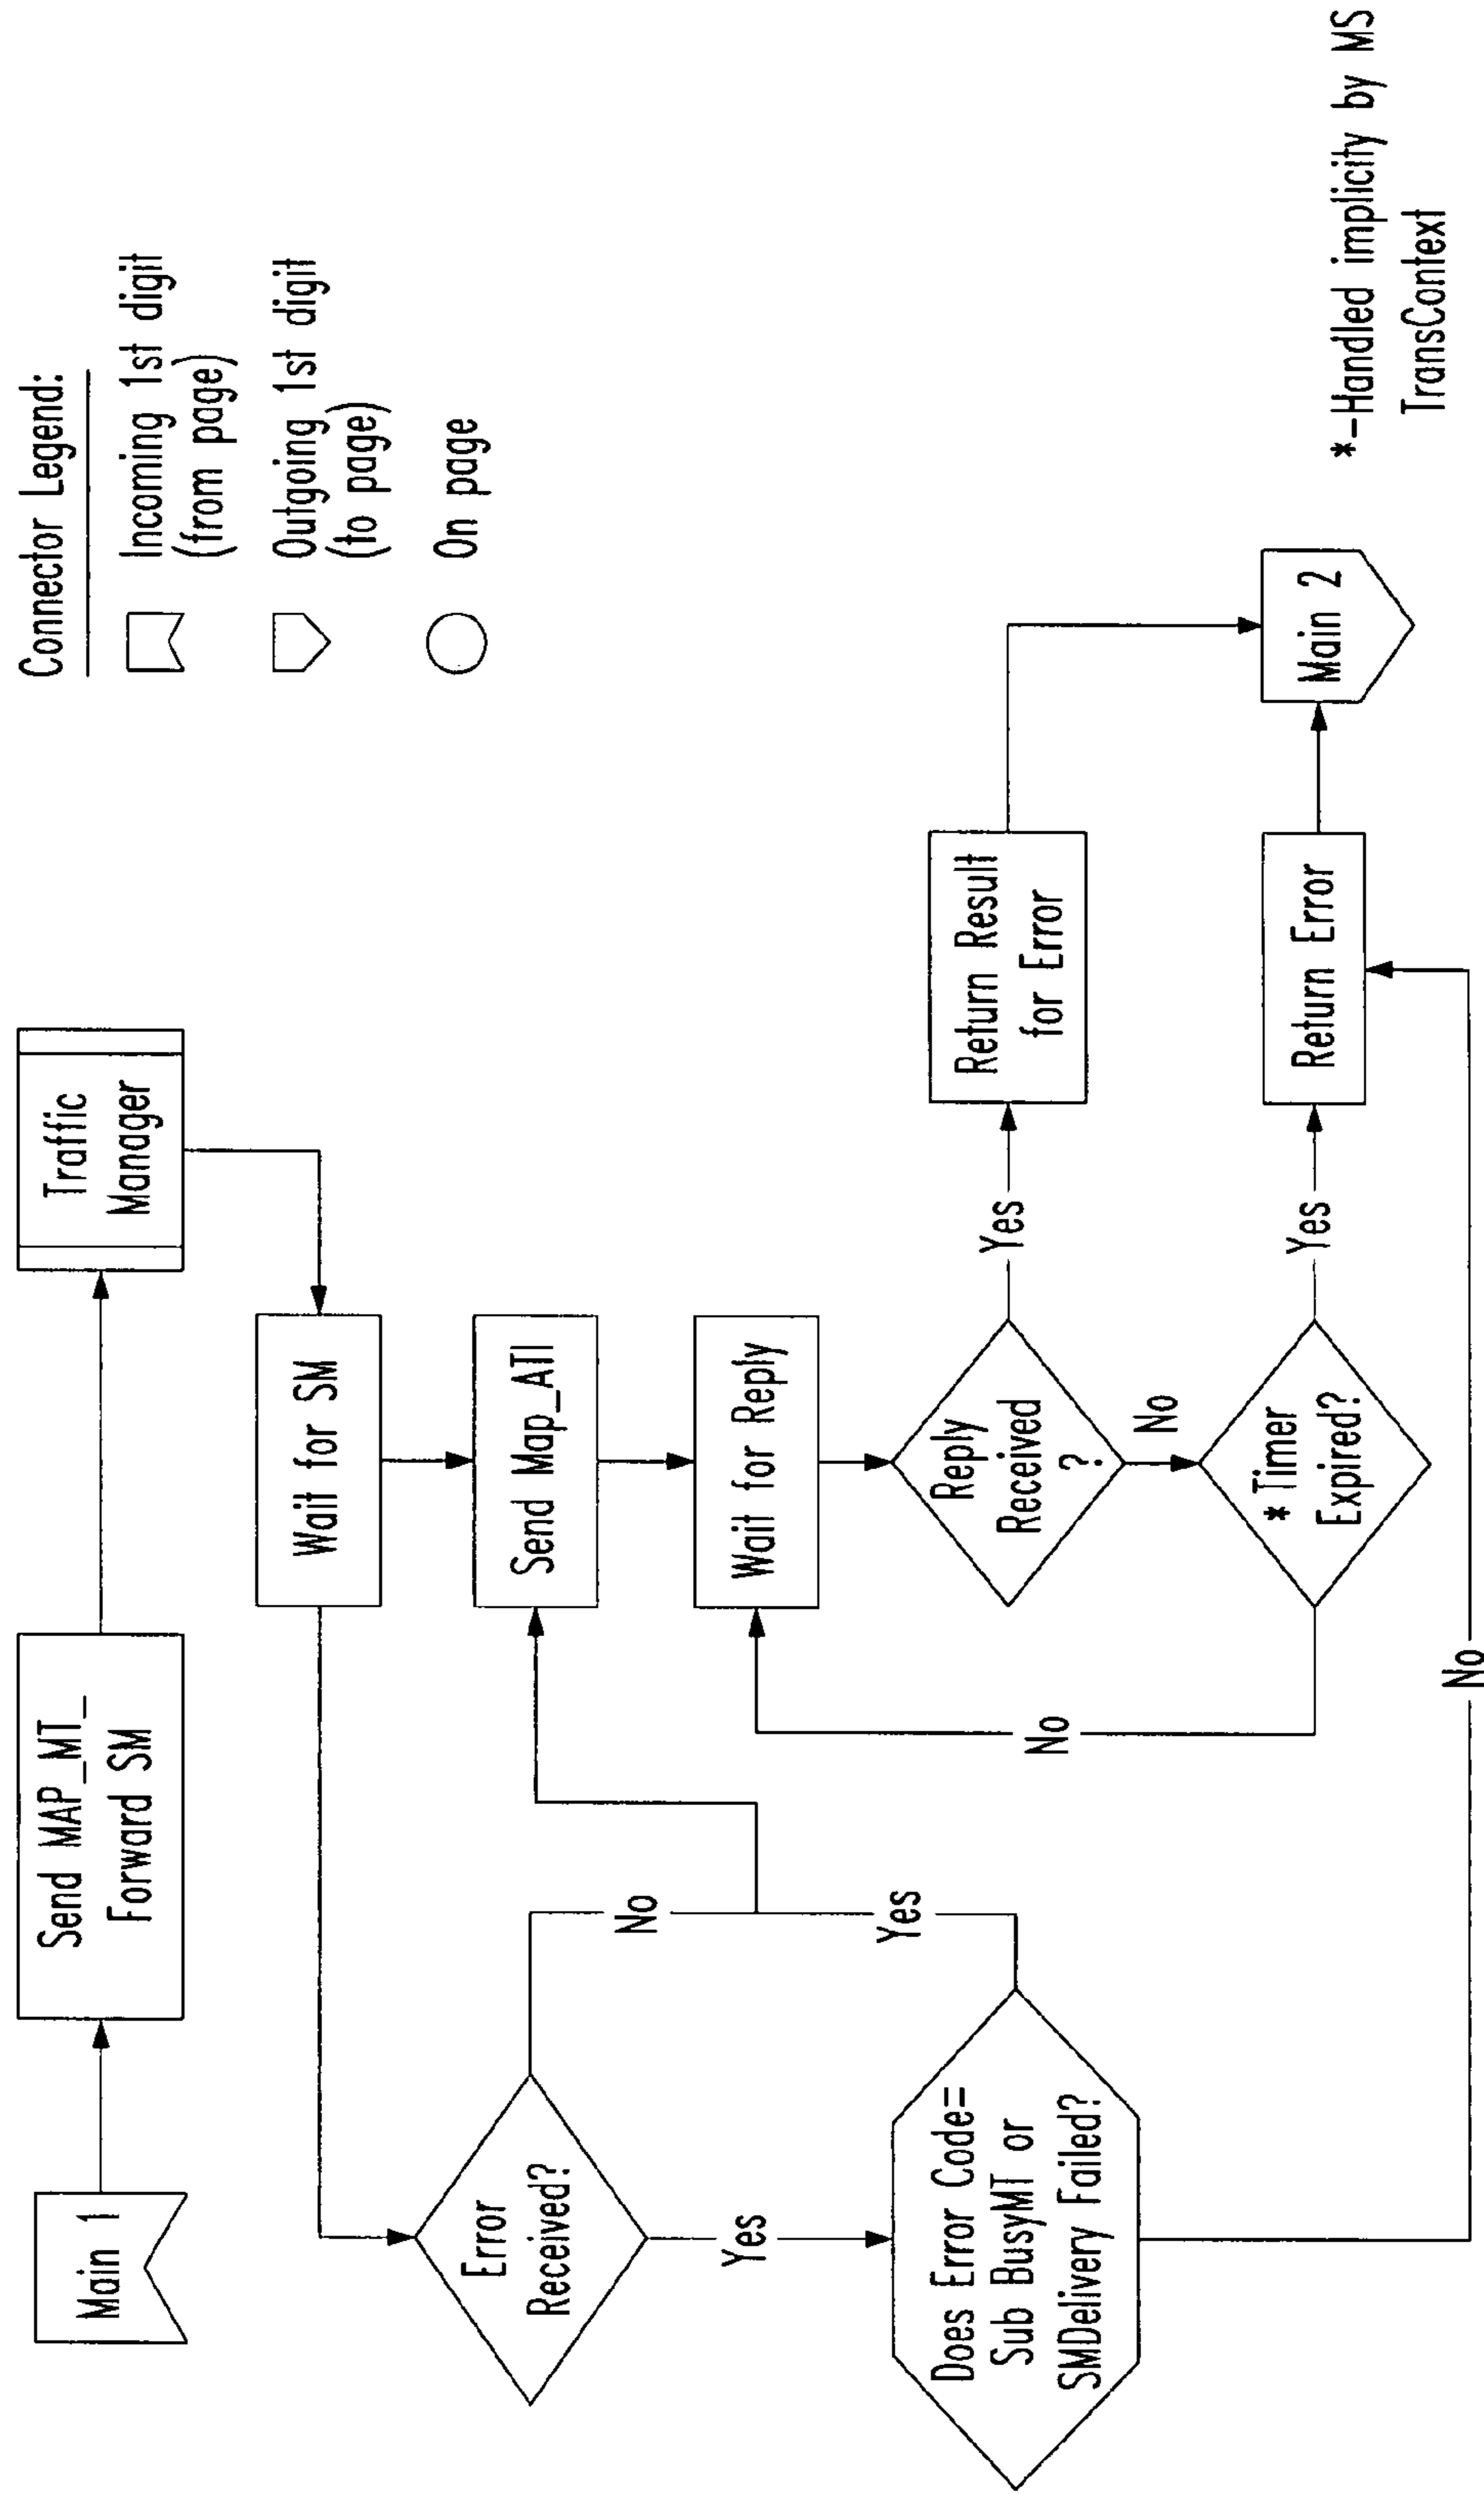 Main 1
Send MAP_MT_
Forward SM
Traffic
Manager
Connector Legend:
Incoming 1st digit
(from page)
Outgoing 1st digit
(to page)
On page
Wait for SM
Error
Received?
No
Yes
Send Map_ATI
Wait for Reply
Does Error Code=
Sub BusyMT or
SMDelivery Failed?
Yes
No
Reply
Received
?
Yes
Return Result
for Error
No
* Timer
Expired?
No
Yes
Return Error
Main 2
*-Handled implicity by MS
TransContext